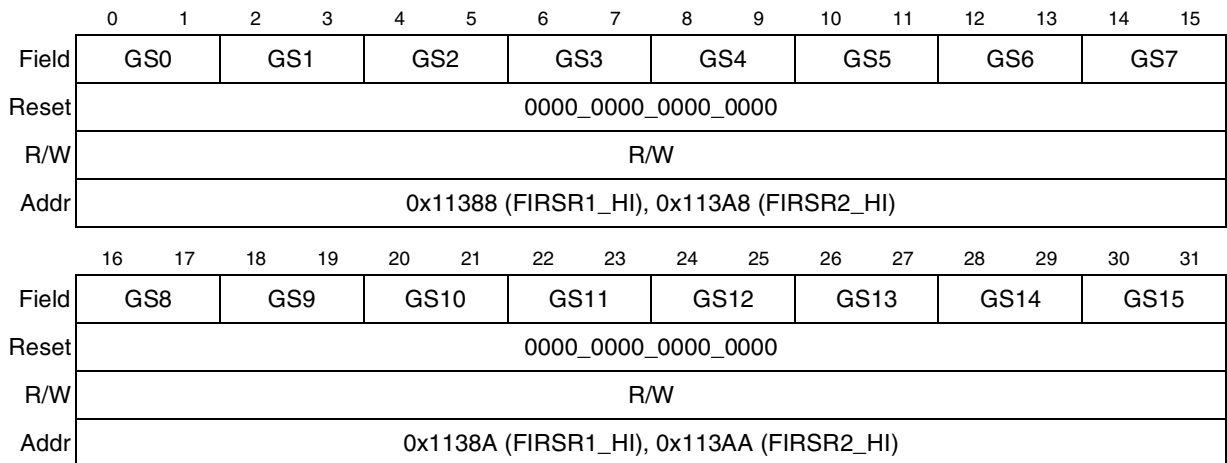 0 1 2 3 4 5 6 7 8 9 10 11 12 13 14 15
Field GS0 GS1 GS2 GS3 GS4 GS5 GS6 GS7
Reset 0000_0000_0000_0000
R/W R/W
Addr 0x11388 (FIRSR1_HI), 0x113A8 (FIRSR2_HI)
16 17 18 19 20 21 22 23 24 25 26 27 28 29 30 31
Field GS8 GS9 GS10 GS11 GS12 GS13 GS14 GS15
Reset 0000_0000_0000_0000
R/W R/W
Addr 0x1138A (FIRSR1_HI), 0x113AA (FIRSR2_HI)